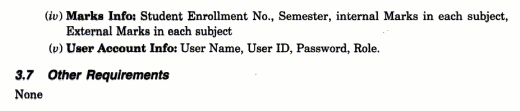 (iv) Marks Info: Student Enrollment No., Semester, internal Marks in each subject,
External Marks in each subject
(v) User Account Info: User Name, User ID, Password, Role.
3.7 Other Requirements
None